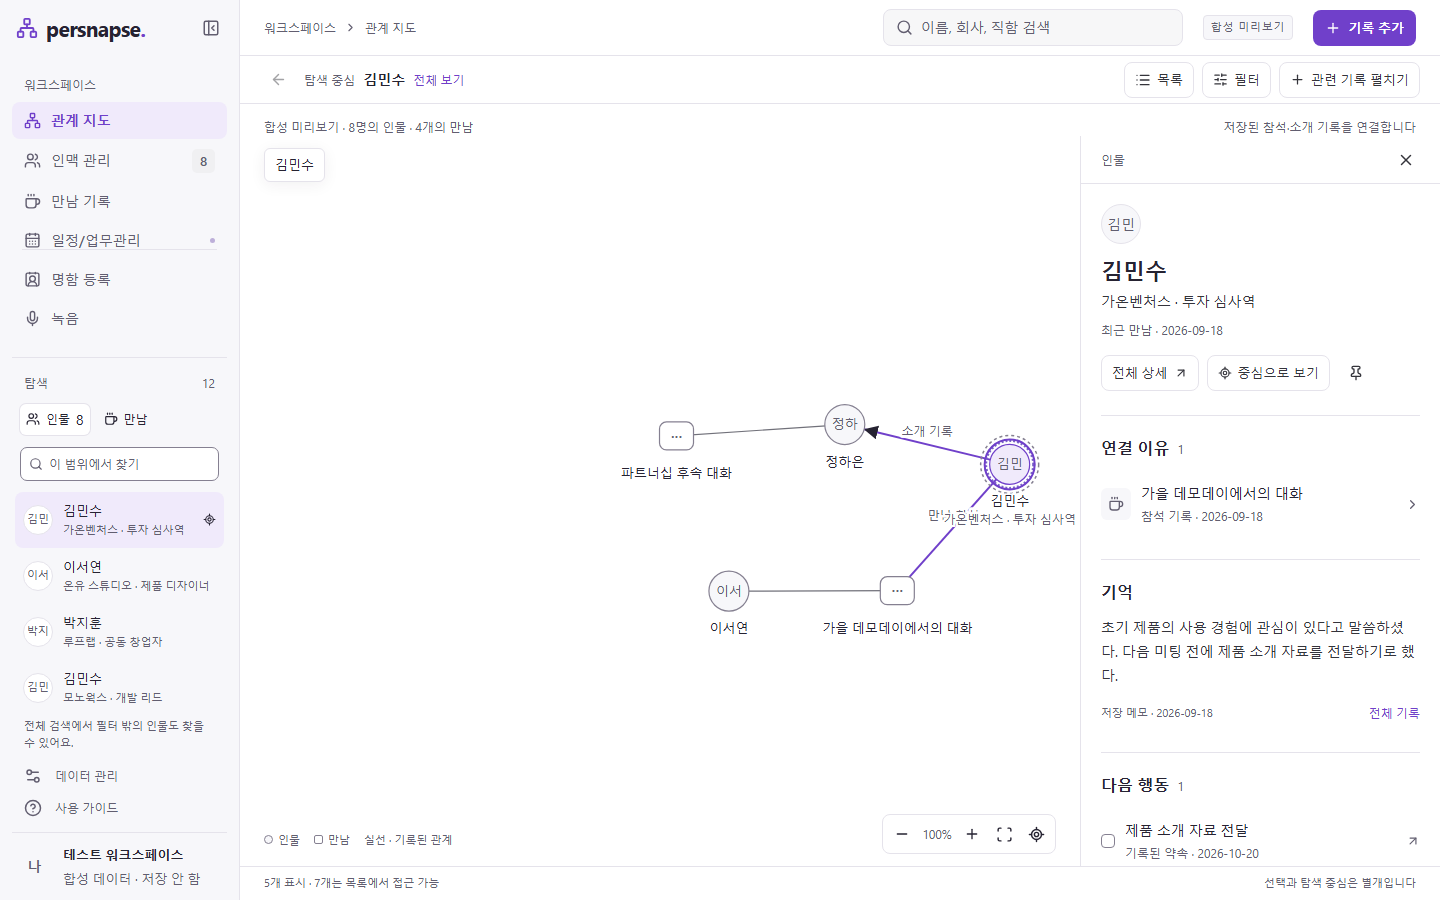 persnapse.
워크스페이스
관계 지도
인맥 관리
8
만남 기록
일정/업무관리
명함 등록
녹음
탐색
12
인물 8
만남
이 범위에서 찾기
김민
김민수
가온벤처스 · 투자 심사역
이서
이서연
온유 스튜디오 · 제품 디자이너
박지
박지훈
루프랩 · 공동 창업자
김민
김민수
모노웍스 · 개발 리드
전체 검색에서 필터 밖의 인물도 찾을
수 있어요.
데이터 관리
사용 가이드
나
테스트 워크스페이스
합성 데이터 · 저장 안 함
워크스페이스
관계 지도
이름, 회사, 직함 검색
합성 미리보기
기록 추가
탐색 중심
김민수
전체 보기
목록
필터
관련 기록 펼치기
합성 미리보기 · 8명의 인물 · 4개의 만남
저장된 참석·소개 기록을 연결합니다
김민수
파트너십 후속 대화
정하
정하은
소개 기록
김민
김민수
가온벤처스 · 투자 심사역
이서
이서연
가을 데모데이에서의 대화
인물
만남
실선 · 기록된 관계
100%
5개 표시 · 7개는 목록에서 접근 가능
선택과 탐색 중심은 별개입니다
인물
김민
김민수
가온벤처스 · 투자 심사역
최근 만남 · 2026-09-18
전체 상세
중심으로 보기
연결 이유 1
가을 데모데이에서의 대화
참석 기록 · 2026-09-18
기억
초기 제품의 사용 경험에 관심이 있다고 말씀하셨
다. 다음 미팅 전에 제품 소개 자료를 전달하기로 했
다.
저장 메모 · 2026-09-18
전체 기록
다음 행동 1
제품 소개 자료 전달
기록된 약속 · 2026-10-20